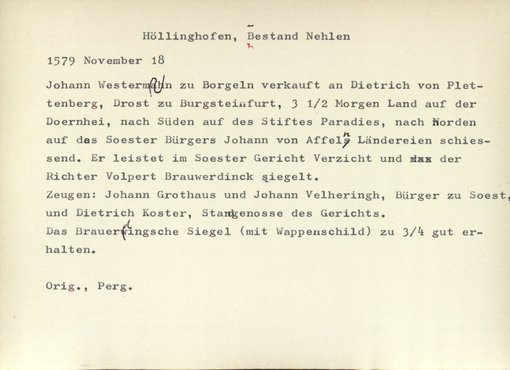 Höllinghofen, Bestand Nehlen
1579 November 18
Johann Westermann zu Borgeln verkauft an Dietrich von Plet-
tenberg, Drost zu Burgsteinfurt, 3 1/2 Morgen Land auf der
Doernhei, nach Süden auf des Stiftes Paradies, nach Norden
auf des Soester Bürgers Johann von Affeln Ländereien schies-
send. Er leistet im Soester Gericht Verzicht und der
Richter Volpert Brauwerdinck siegelt.
Zeugen: Johann Grothaus und Johann Velheringh, Bürger zu Soest,
und Dietrich Koster, Standgenosse des Gerichts.
Das Siegel (mit Wappenschild) zu 3/4 gut er-
halten.
Orig., Perg.